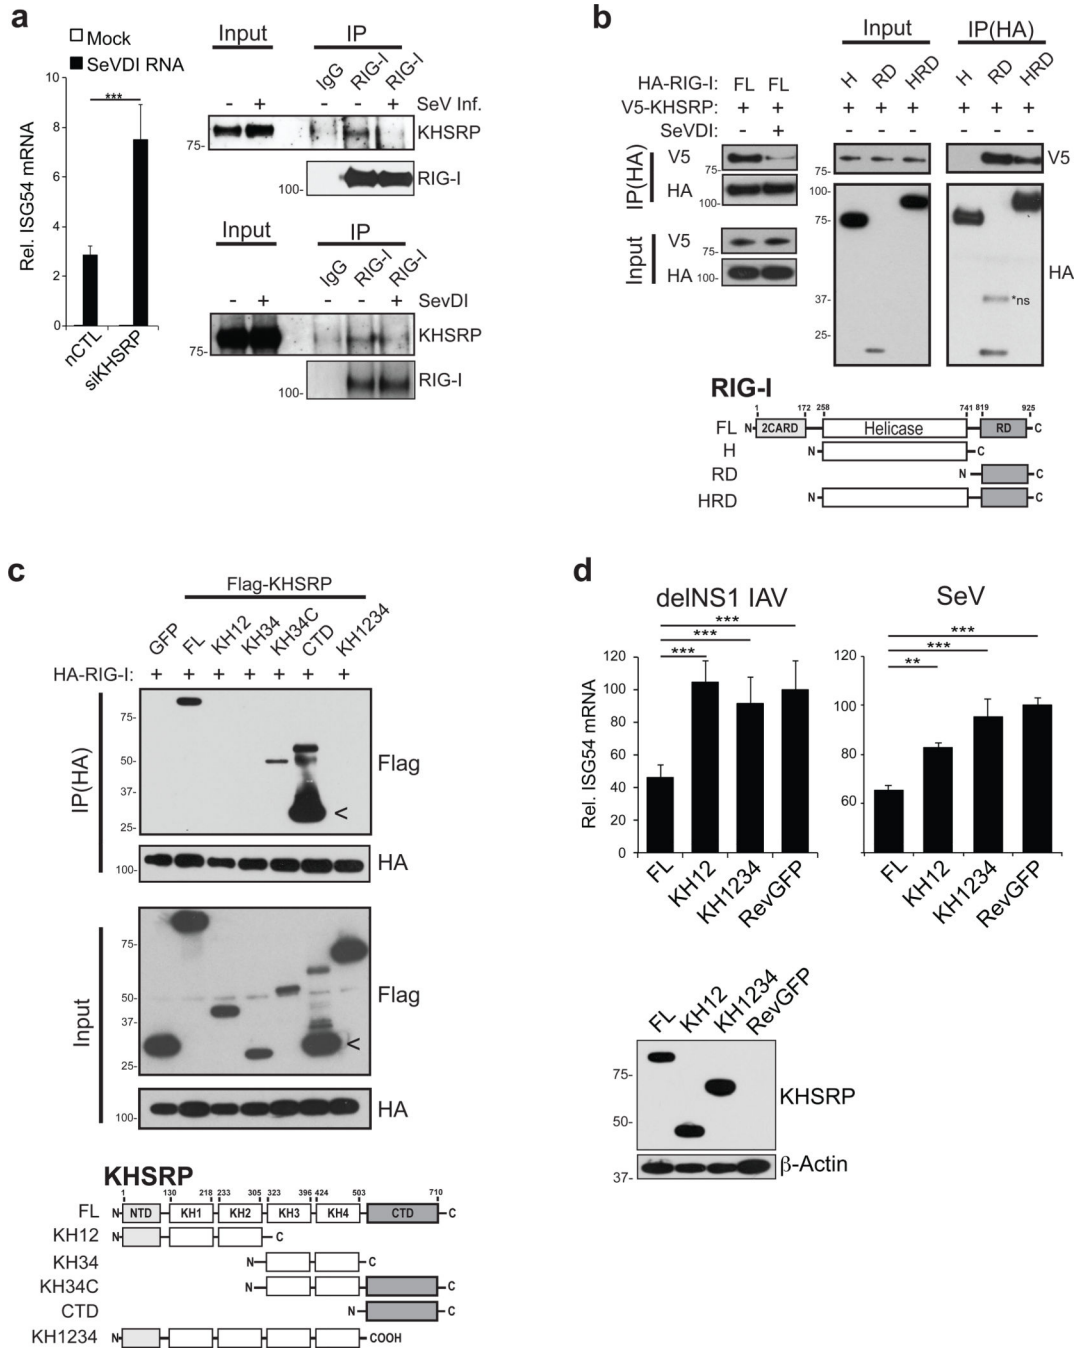 a
Mock
SeVDI RNA
Rel. ISG54 mRNA
10
8
6
4
2
0
***
nCTL
siKHSRP
Input
IP
IgG
RIG-I
RIG-I
- + - - + SeV Inf.
75-
KHSRP
100-
RIG-I
Input
IP
IgG
RIG-I
RIG-I
- + - - + SevDI
75-
KHSRP
100-
RIG-I
b
Input
IP(HA)
HA-RIG-I: FL FL H RD HRD H RD HRD
V5-KHSRP: + + + + + + + +
SeVDI: - + - -
IP(HA)
V5
75-
HA
100-
Input
V5
75-
HA 100-
75-
V5
100-
75-
37-
25-
*ns
HA
RIG-I
1 172 258 741 819 925
FL N 2CARD Helicase RD C
H N C
RD N C
HRD N C
c
Flag-KHSRP
GFP FL KH12 KH34 KH34C CTD KH1234
HA-RIG-I: + + + + + + +
IP(HA)
75-
50-
37-
25-
Flag
<
100-
HA
Input
75-
50-
37-
25-
Flag
<
100-
HA
KHSRP
1 130 218 233 305 323 396 424 503 710
FL N NTD KH1 KH2 KH3 KH4 CTD C
KH12 N C
KH34 N C
KH34C N C
CTD N C
KH1234 N COOH
d
delNS1 IAV
***
***
***
Rel. ISG54 mRNA
120
100
80
60
40
20
0
FL
KH12
KH1234
RevGFP
SeV
***
***
**
120
100
80
60
FL
KH12
KH1234
RevGFP
FL
KH12
KH1234
RevGFP
75-
50-
KHSRP
37-
β-Actin